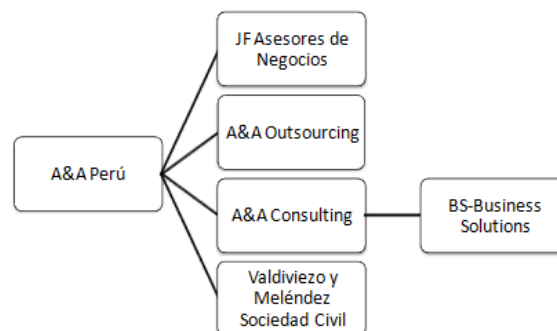 JF Asesores de
Negocios
A&A Outsourcing
A&A Perú
A&A Consulting
BS-Business
Solutions
Valdiviezo y
Meléndez
Sociedad Civil